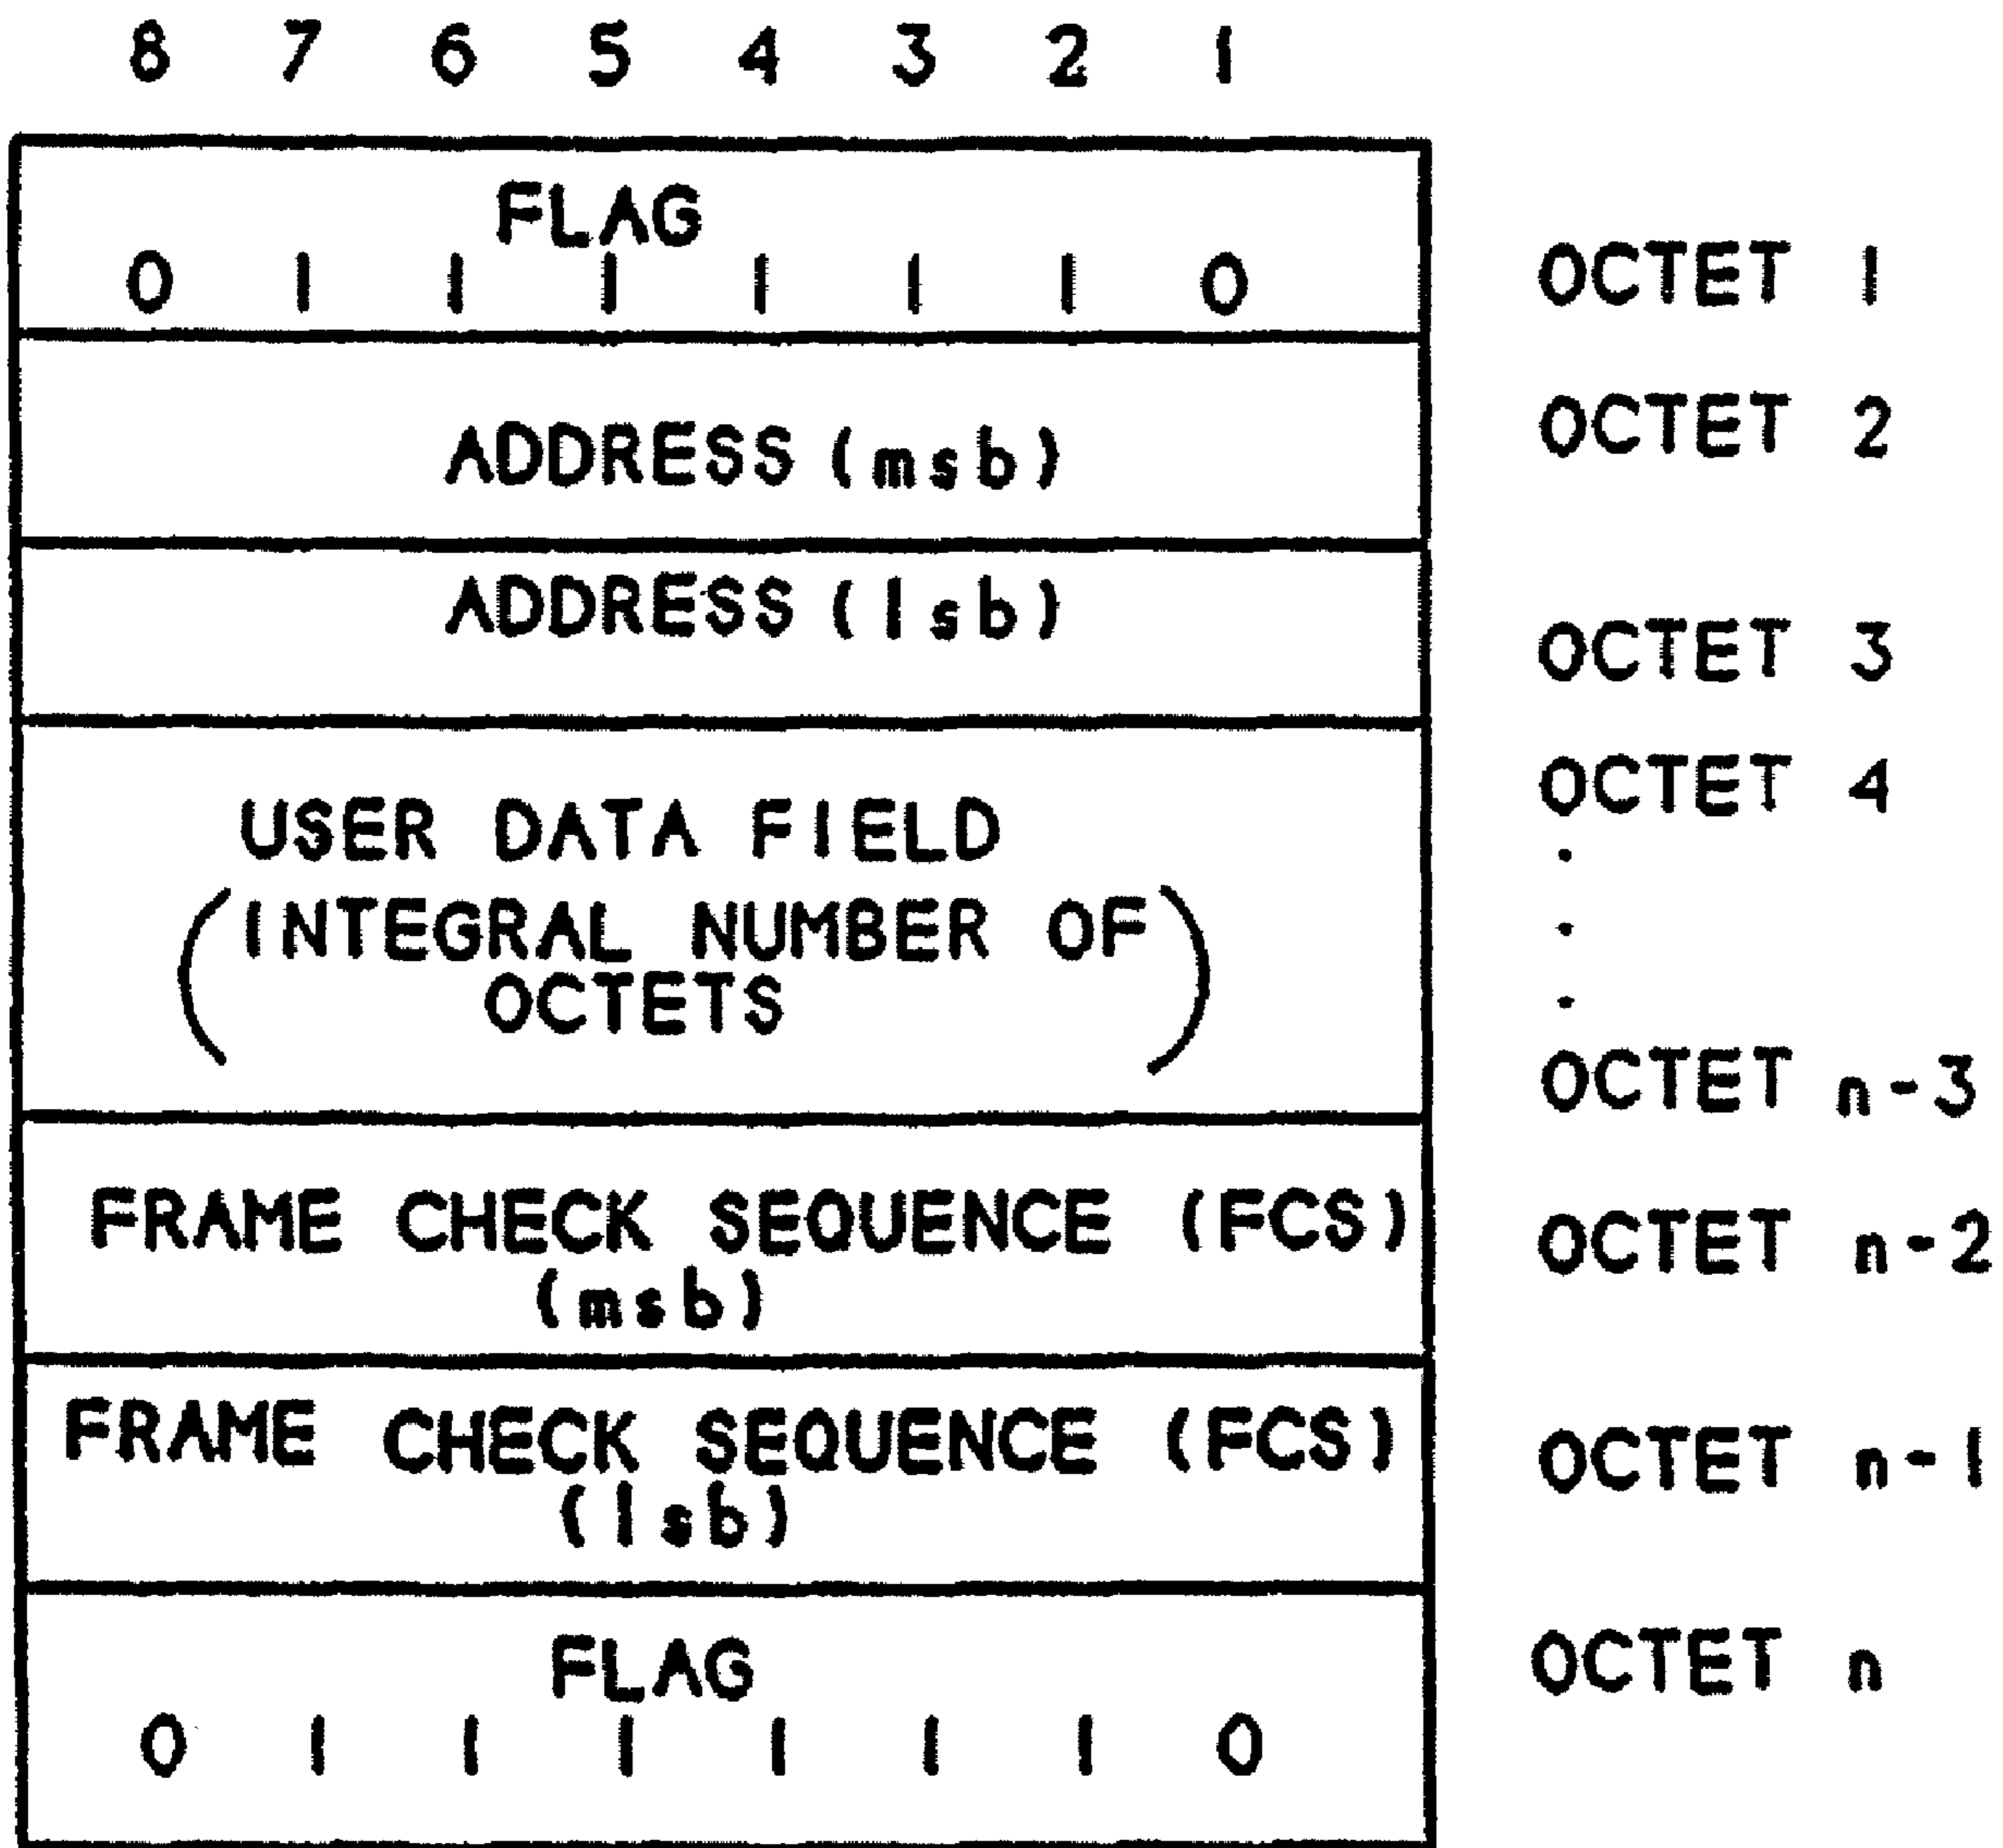 8 7 6 5 4 3 2 1
FLAG
0 1 1 1 1 1 1 0 OCTET 1
ADDRESS (msb) OCTET 2
ADDRESS (lsb) OCTET 3
USER DATA FIELD OCTET 4
.
(INTEGRAL NUMBER OF .
OCTETS) .
OCTET n-3
FRAME CHECK SEQUENCE (FCS) OCTET n-2
(msb)
FRAME CHECK SEQUENCE (FCS) OCTET n-1
(lsb)
FLAG OCTET n
0 1 1 1 1 1 1 0